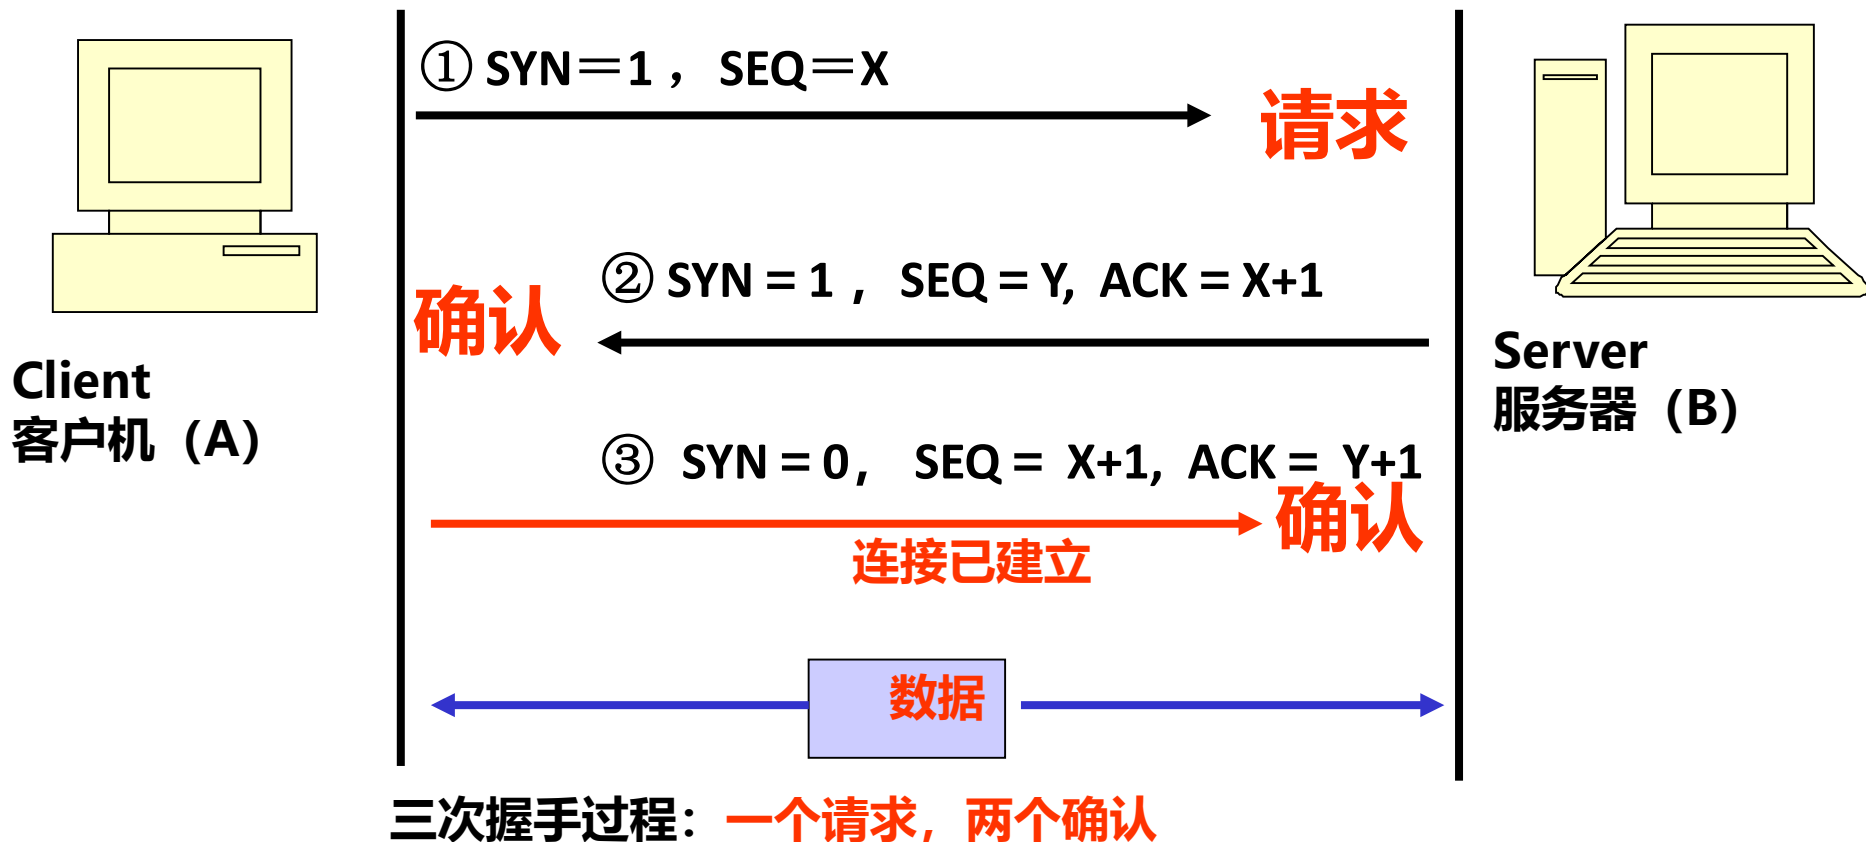 ① SYN＝1 ， SEQ＝X
请求
② SYN = 1 , SEQ = Y, ACK = X+1
确认
Client
客户机（A）
Server
服务器（B）
③ SYN = 0, SEQ = X+1, ACK = Y+1
确认
连接已建立
数据
三次握手过程：一个请求，两个确认